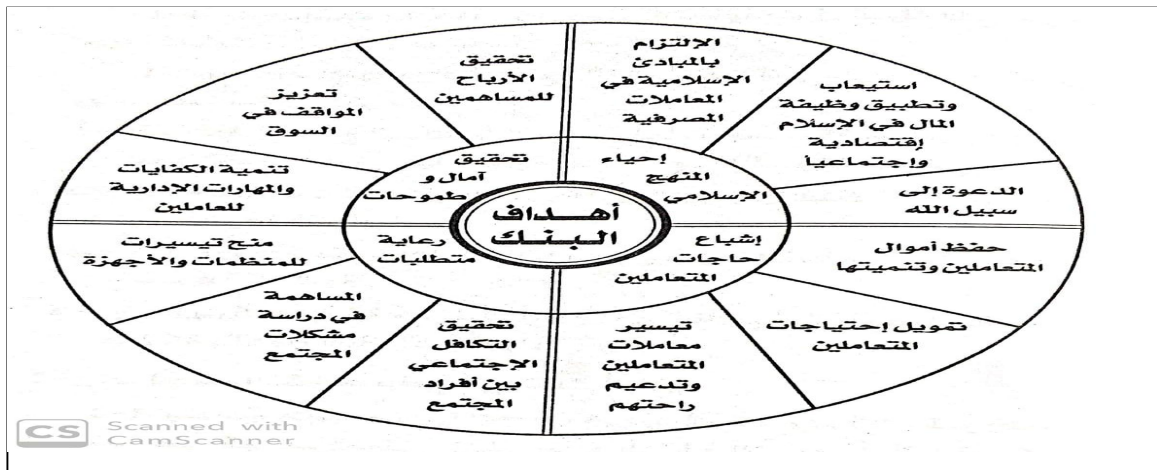 أهداف
البنك
إحياء
المنهج
الإسلامي
الإلتزام
بالمبادئ
الإسلامية في
المعاملات
المصرفية
استيعاب
وتطبيق وظيفة
المال في الإسلام
إقتصادية
وإجتماعياً
الدعوة إلى
سبيل الله
إشباع
حاجات
المتعاملين
حفظ أموال
المتعاملين وتنميتها
تمويل إحتياجات
المتعاملين
تيسير
معاملات
المتعاملين
وتدعيم
راحتهم
رعاية
متطلبات
تحقيق
التكافل
الإجتماعي
بين أفراد
المجتمع
المساهمة
في دراسة
مشكلات
المجتمع
منح تيسيرات
للمنظمات والأجهزة
تحقيق
آمال و
طموحات
تنمية الكفايات
والمهارات الإدارية
للعاملين
تعزيز
المواقف في
السوق
تحقيق
الأرباح
للمساهمين
CS Scanned with
CamScanner